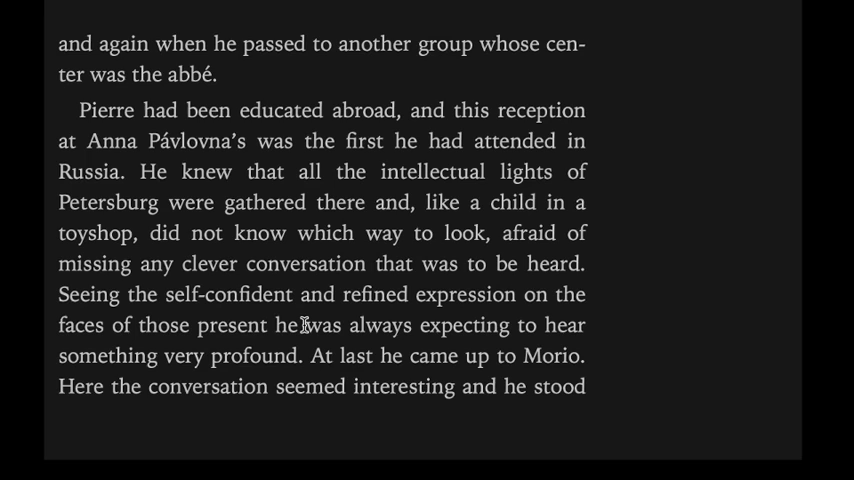 and again when he passed to another group whose cen-
ter was the abbé.
Pierre had been educated abroad, and this reception
at Anna Pávlovna’s was the first he had attended in
Russia. He knew that all the intellectual lights of
Petersburg were gathered there and, like a child in a
toyshop, did not know which way to look, afraid of
missing any clever conversation that was to be heard.
Seeing the self-confident and refined expression on the
faces of those present he was always expecting to hear
something very profound. At last he came up to Morio.
Here the conversation seemed interesting and he stood